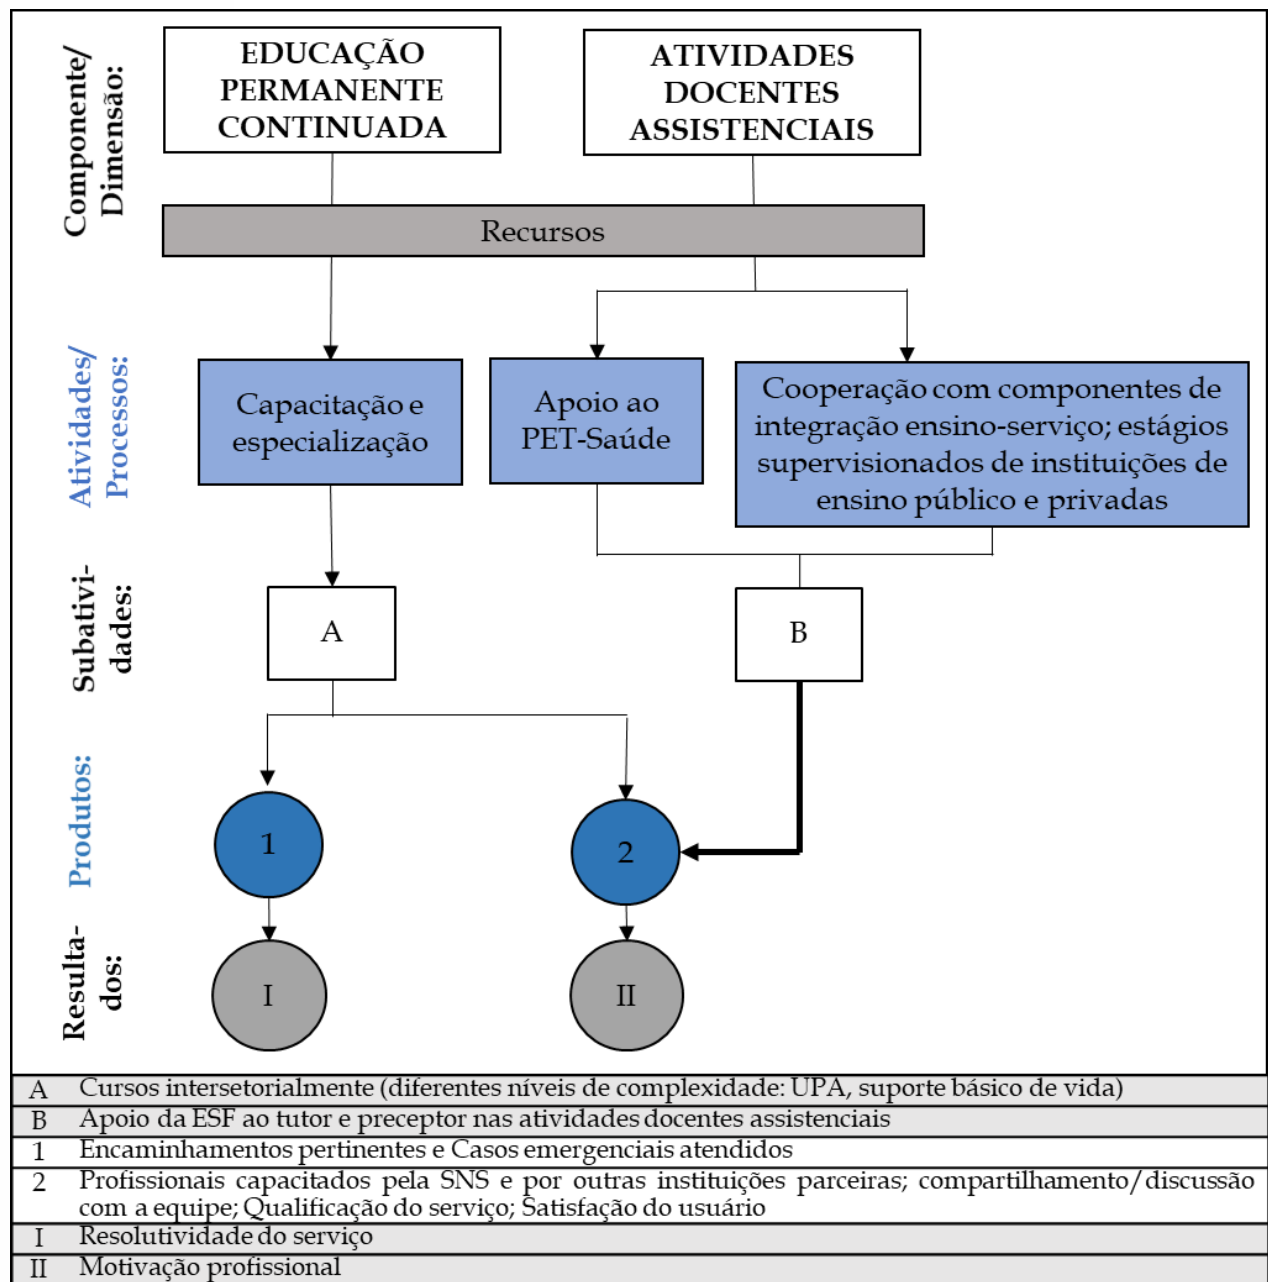 Componente/
Dimensão:
EDUCAÇÃO
PERMANENTE
CONTINUADA
ATIVIDADES
DOCENTES
ASSISTENCIAIS
Recursos
Atividades/
Processos:
Capacitação e
especialização
Apoio ao
PET-Saúde
Cooperação com componentes de
integração ensino-serviço; estágios
supervisionados de instituições de
ensino público e privadas
Subativi-
dades:
A
B
Produtos:
1
2
Resulta-
dos:
I
II
A Cursos intersetorialmente (diferentes níveis de complexidade: UPA, suporte básico de vida)
B Apoio da ESF ao tutor e preceptor nas atividades docentes assistenciais
1 Encaminhamentos pertinentes e Casos emergenciais atendidos
2 Profissionais capacitados pela SNS e por outras instituições parceiras; compartilhamento/discussão
com a equipe; Qualificação do serviço; Satisfação do usuário
I Resolutividade do serviço
II Motivação profissional